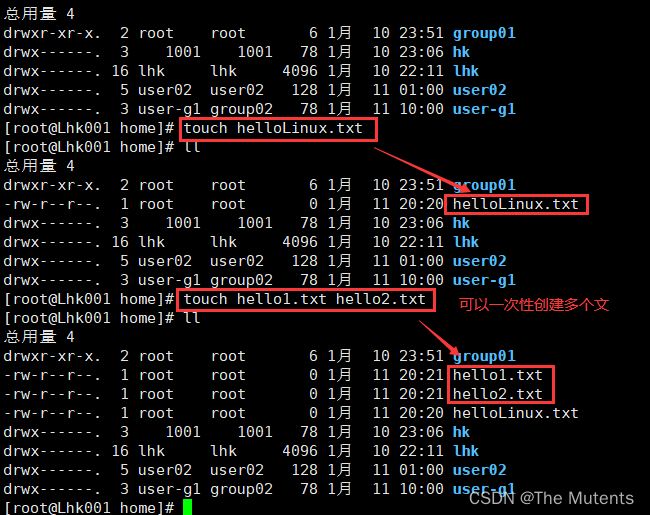 总用量 4
drwxr-xr-x.  2 root    root       6 1月  10 23:51 group01
drwx------.  3    1001    1001   78 1月  10 23:06 hk
drwx------. 16 lhk     lhk     4096 1月  10 22:11 lhk
drwx------.  5 user02  user02   128 1月  11 01:00 user02
drwx------.  3 user-g1 group02   78 1月  11 10:00 user-g1
[root@Lhk001 home]# touch helloLinux.txt
[root@Lhk001 home]# ll
总用量 4
drwxr-xr-x.  2 root    root       6 1月  10 23:51 group01
-rw-r--r--.  1 root    root       0 1月  11 20:20 helloLinux.txt
drwx------.  3    1001    1001   78 1月  10 23:06 hk
drwx------. 16 lhk     lhk     4096 1月  10 22:11 lhk
drwx------.  5 user02  user02   128 1月  11 01:00 user02
drwx------.  3 user-g1 group02   78 1月  11 10:00 user-g1
[root@Lhk001 home]# touch hello1.txt hello2.txt 可以一次性创建多个文
[root@Lhk001 home]# ll
总用量 4
drwxr-xr-x.  2 root    root       6 1月  10 23:51 group01
-rw-r--r--.  1 root    root       0 1月  11 20:21 hello1.txt
-rw-r--r--.  1 root    root       0 1月  11 20:21 hello2.txt
-rw-r--r--.  1 root    root       0 1月  11 20:20 helloLinux.txt
drwx------.  3    1001    1001   78 1月  10 23:06 hk
drwx------. 16 lhk     lhk     4096 1月  10 22:11 lhk
drwx------.  5 user02  user02   128 1月  11 01:00 user02
drwx------.  3 user-g1 group02   78 1月  11 10:00 user-g1
[root@Lhk001 home]#
CSDN @The Mutents